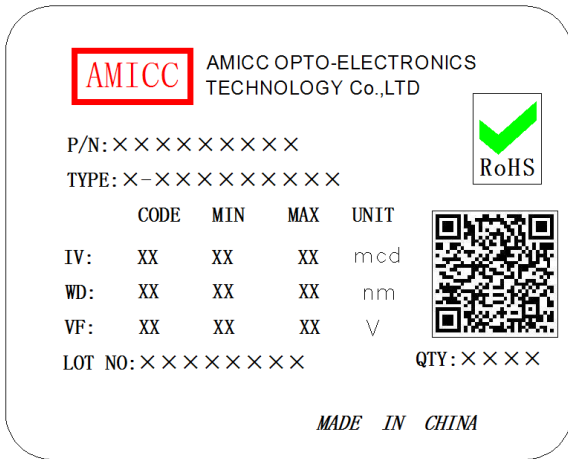 AMICC
AMICC OPTO-ELECTRONICS
TECHNOLOGY Co.,LTD
RoHS
P/N:×××××××××
TYPE:×-×××××××××
CODE MIN MAX UNIT
IV: XX XX XX mcd
WD: XX XX XX nm
VF: XX XX XX V
LOT NO:××××××××
QTY:××××
MADE IN CHINA